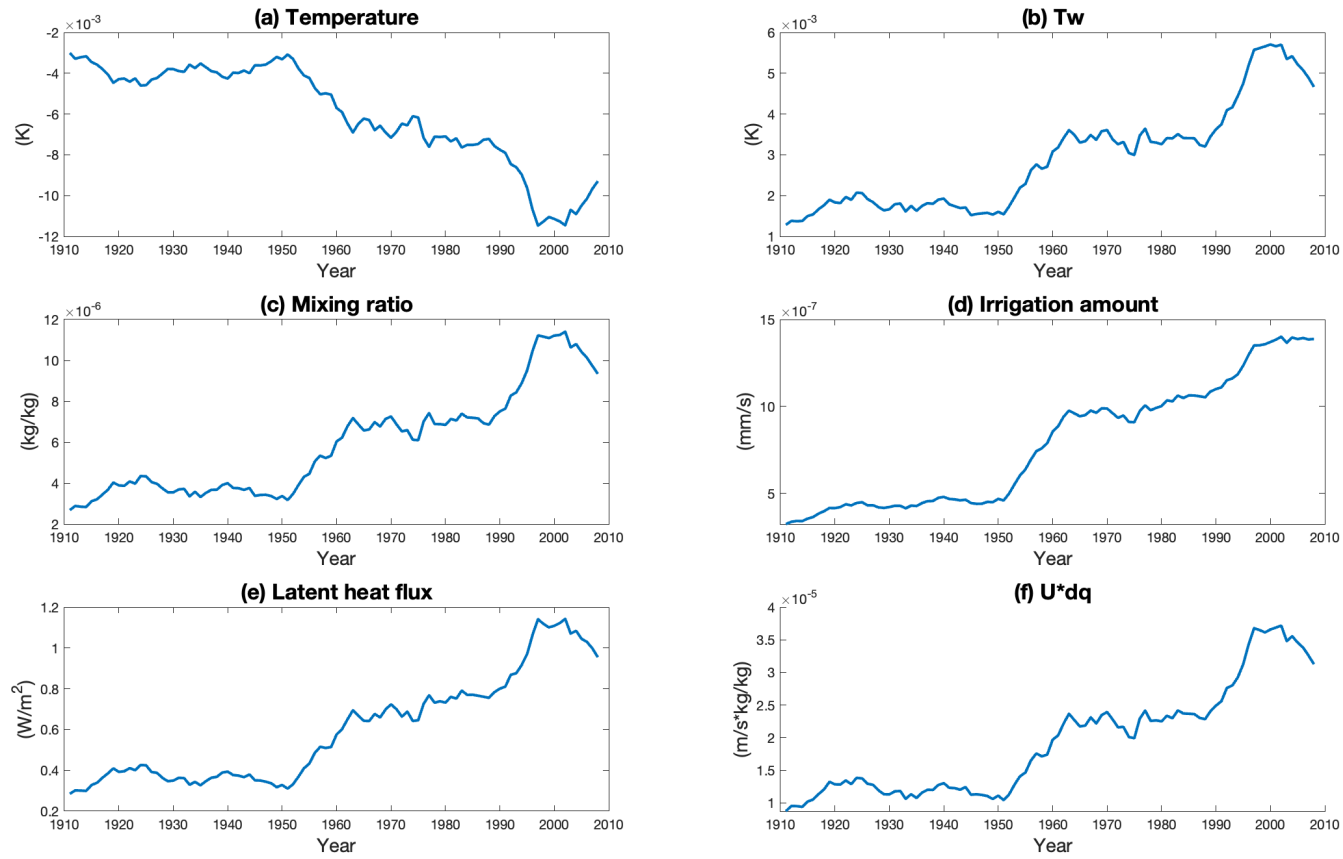 (a) Temperature
×10⁻³
-2
-4
-6
-8
-10
-12
(K)
1910 1920 1930 1940 1950 1960 1970 1980 1990 2000 2010
Year
(b) Tw
×10⁻³
6
5
4
3
2
1
(K)
1910 1920 1930 1940 1950 1960 1970 1980 1990 2000 2010
Year
(c) Mixing ratio
×10⁻⁶
12
10
8
6
4
2
(kg/kg)
1910 1920 1930 1940 1950 1960 1970 1980 1990 2000 2010
Year
(d) Irrigation amount
×10⁻⁷
15
10
5
(mm/s)
1910 1920 1930 1940 1950 1960 1970 1980 1990 2000 2010
Year
(e) Latent heat flux
1.2
1
0.8
0.6
0.4
0.2
(W/m²)
1910 1920 1930 1940 1950 1960 1970 1980 1990 2000 2010
Year
(f) U*dq
×10⁻⁵
4
3.5
3
2.5
2
1.5
1
(m/s*kg/kg)
1910 1920 1930 1940 1950 1960 1970 1980 1990 2000 2010
Year